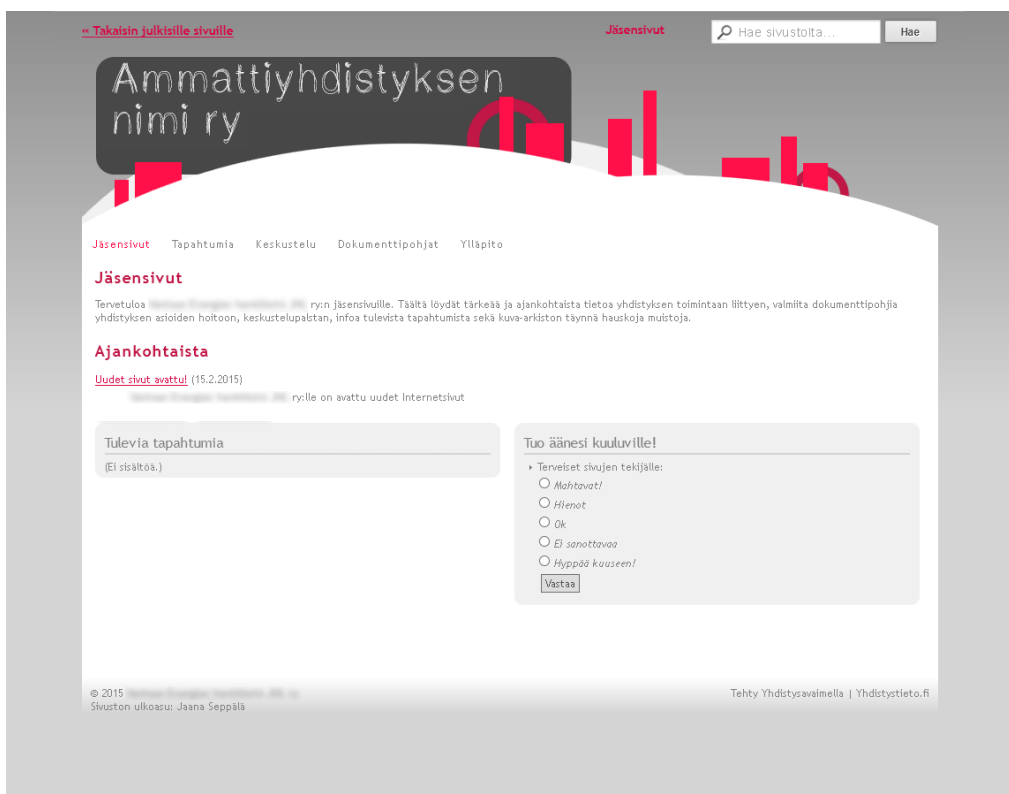 « Takaisin julkisille sivuille
Jäsensivut
Hae sivustolta...
Hae
Ammattiyhdistyksen
nimi ry
Jäsensivut Tapahtumia Keskustelu Dokumenttipohjat Ylläpito
Jäsensivut
Tervetuloa ry:n jäsensivuille. Täältä löydät tärkeää ja ajankohtaista tietoa yhdistyksen toimintaan liittyen, valmiita dokumenttipohjia
yhdistyksen asioiden hoitoon, keskustelupalstan, infoa tulevista tapahtumista sekä kuva-arkiston täynnä hauskoja muistoja.
Ajankohtaista
Uudet sivut avattu! (15.2.2015)
ry:lle on avattu uudet Internetsivut
Tulevia tapahtumia
(Ei sisältöä.)
Tuo äänesi kuuluville!
Terveiset sivujen tekijälle:
Mahtavat!
Hienot
Ok
Ei sanottavaa
Hyppää kuuseen!
Vastaa
© 2015
Sivuston ulkoasu: Jaana Seppälä
Tehty Yhdistysavaimella | Yhdistystieto.fi